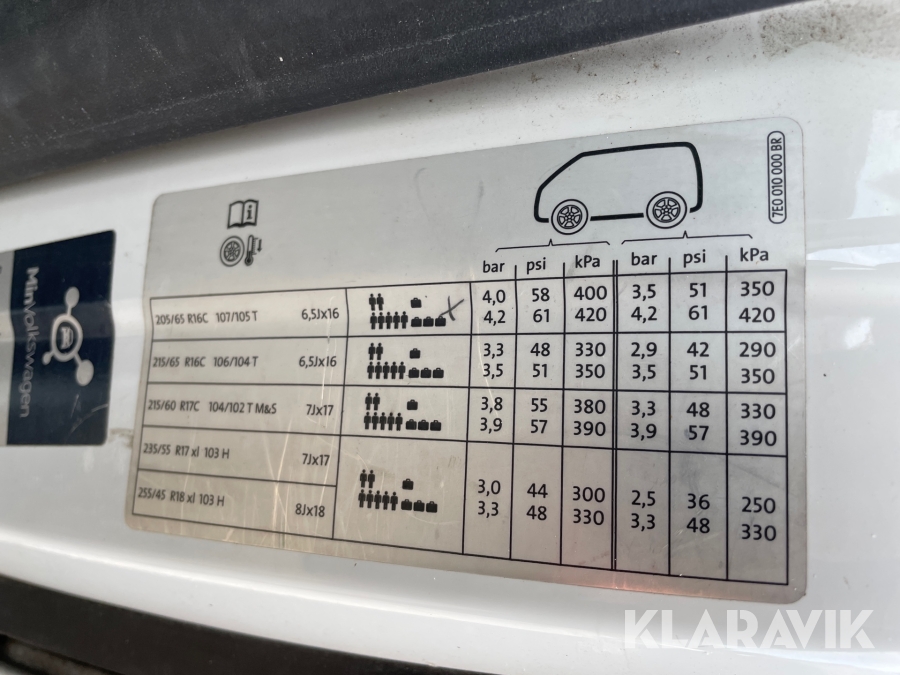 7E0 010 000 BR
bar psi kPa bar psi kPa
205/65 R16C 107/105 T 6,5Jx16 4,0 58 400 3,5 51 350
4,2 61 420 4,2 61 420
215/65 R16C 106/104 T 6,5Jx16 3,3 48 330 2,9 42 290
3,5 51 350 3,5 51 350
215/60 R17C 104/102 T M&S 7Jx17 3,8 55 380 3,3 48 330
3,9 57 390 3,9 57 390
235/55 R17 xl 103 H 7Jx17
255/45 R18 xl 103 H 8Jx18 3,0 44 300 2,5 36 250
3,3 48 330 3,3 48 330
MinVolkswagen
KLARAVIK